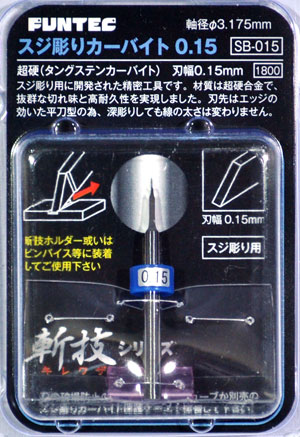 FUNTEC
軸径φ3.175mm
スジ彫りカーバイト 0.15
SB-015
超硬(タングステンカーバイト) 刃幅0.15mm
1800
スジ彫り用に開発された精密工具です。材質は超硬合金で、
抜群な切れ味と高耐久性を実現しました。刃先はエッジの
効いた平刀型の為、深彫りしても線の太さは変わりません。
刃幅 0.15mm
スジ彫り用
斬技ホルダー或いは
ピンバイス等に装着
してご使用下さい
0.15
斬技シリーズ
キレワザ